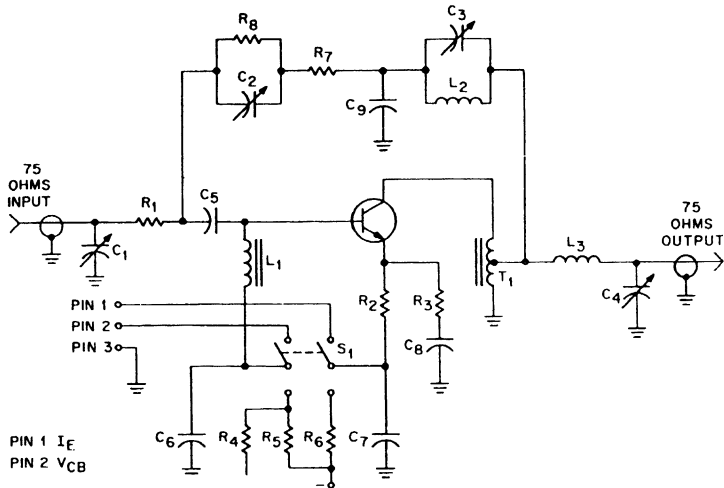 R8
C3
R7
C2
L2
C9
75
OHMS
INPUT
75
OHMS
OUTPUT
R1
C5
L3
C1
L1
T1
C4
R2
R3
PIN 1
PIN 2
S1
PIN 3
C8
C6
R4
R5
R6
C7
PIN 1 IE
PIN 2 VCB
–